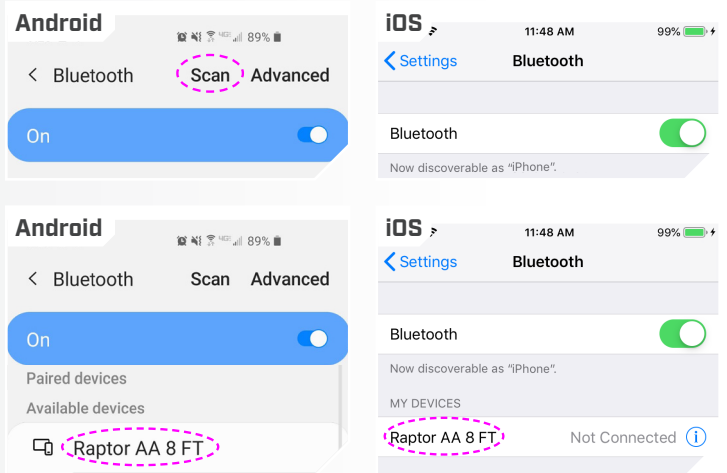 Android
4G 89%
Bluetooth Scan Advanced
On
iOS
11:48 AM 99%
Settings Bluetooth
Bluetooth
Now discoverable as “iPhone”.
Android
4G 89%
Bluetooth Scan Advanced
On
Paired devices
Available devices
Raptor AA 8 FT
iOS
11:48 AM 99%
Settings Bluetooth
Bluetooth
Now discoverable as “iPhone”.
MY DEVICES
Raptor AA 8 FT Not Connected